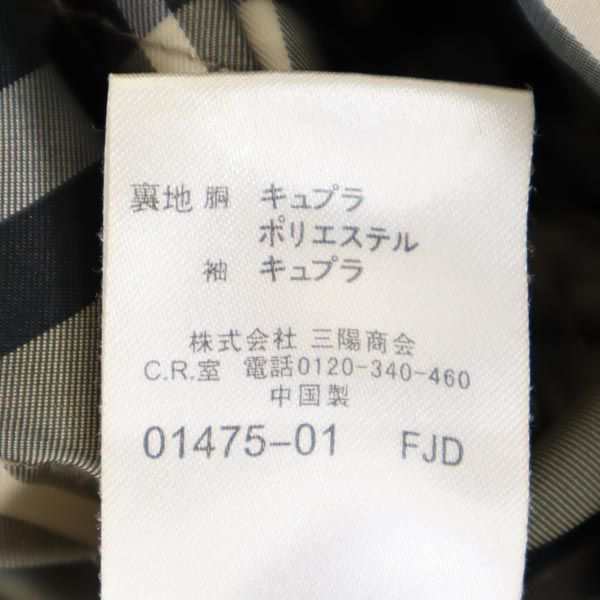 裏地 胴 キュプラ
ポリエステル
袖 キュプラ
株式会社 三陽商会
C.R.室 電話0120-340-460
中国製
01475-01 FJD